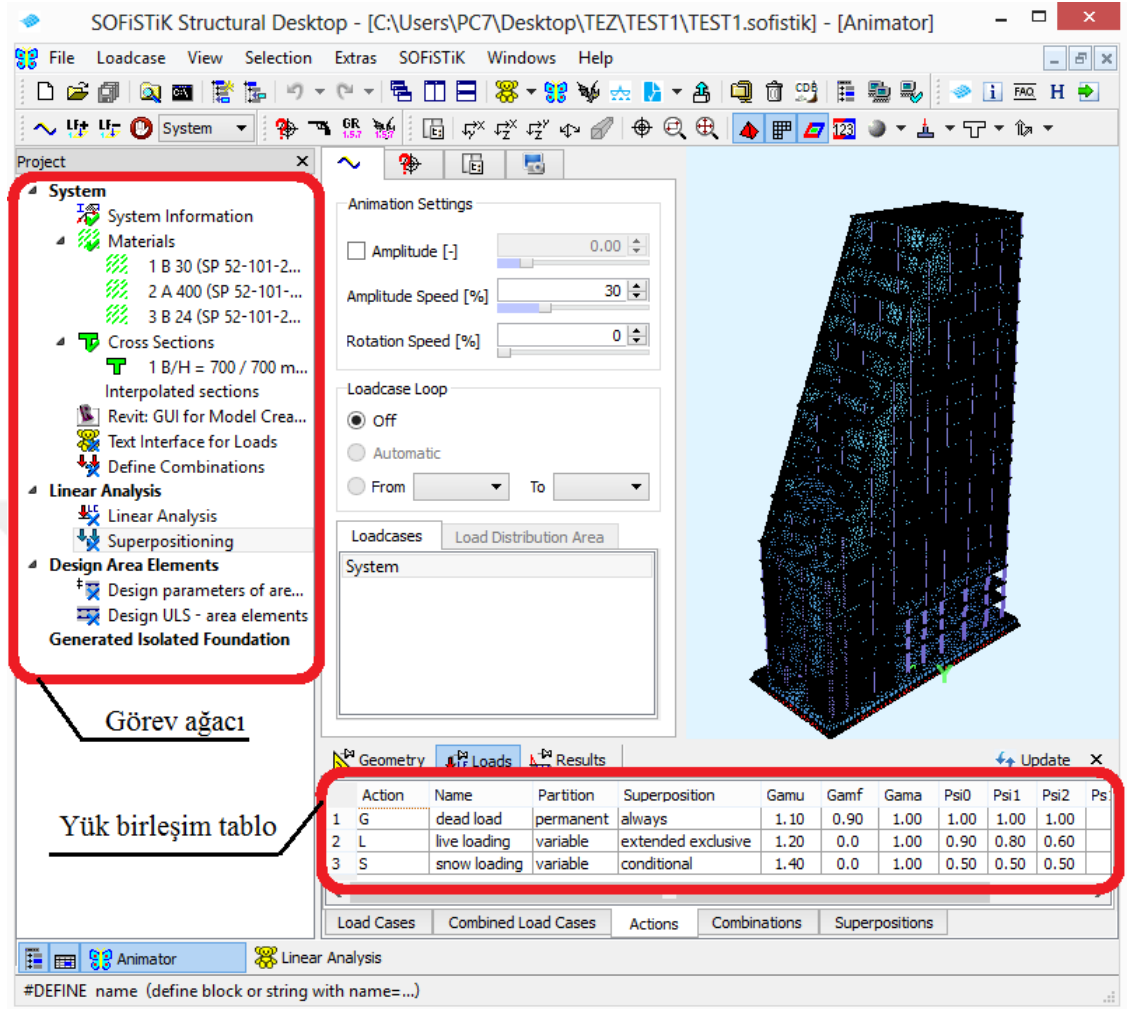 SOFiSTiK Structural Desktop - [C:\Users\PC7\Desktop\TEZ\TEST1\TEST1.sofistik] - [Animator]
File Loadcase View Selection Extras SOFiSTiK Windows Help
i FAQ H
LF+ LF- System GR 1.5.7 123
Project
System
System Information
Materials
1 B 30 (SP 52-101-2...
2 A 400 (SP 52-101-...
3 B 24 (SP 52-101-2...
Cross Sections
1 B/H = 700 / 700 m...
Interpolated sections
Revit: GUI for Model Crea...
Text Interface for Loads
Define Combinations
Linear Analysis
Linear Analysis
Superpositioning
Design Area Elements
Design parameters of are...
Design ULS - area elements
Generated Isolated Foundation
Görev ağacı
Yük birleşim tablo
Animation Settings
Amplitude [-] 0.00
Amplitude Speed [%] 30
Rotation Speed [%] 0
Loadcase Loop
Off
Automatic
From To
Loadcases Load Distribution Area
System
Y
Geometry Loads Results Update
Action Name Partition Superposition Gamu Gamf Gama Psi0 Psi1 Psi2 Ps
1 G dead load permanent always 1.10 0.90 1.00 1.00 1.00 1.00
2 L live loading variable extended exclusive 1.20 0.0 1.00 0.90 0.80 0.60
3 S snow loading variable conditional 1.40 0.0 1.00 0.50 0.50 0.50
Load Cases Combined Load Cases Actions Combinations Superpositions
Animator Linear Analysis
#DEFINE name (define block or string with name=...)